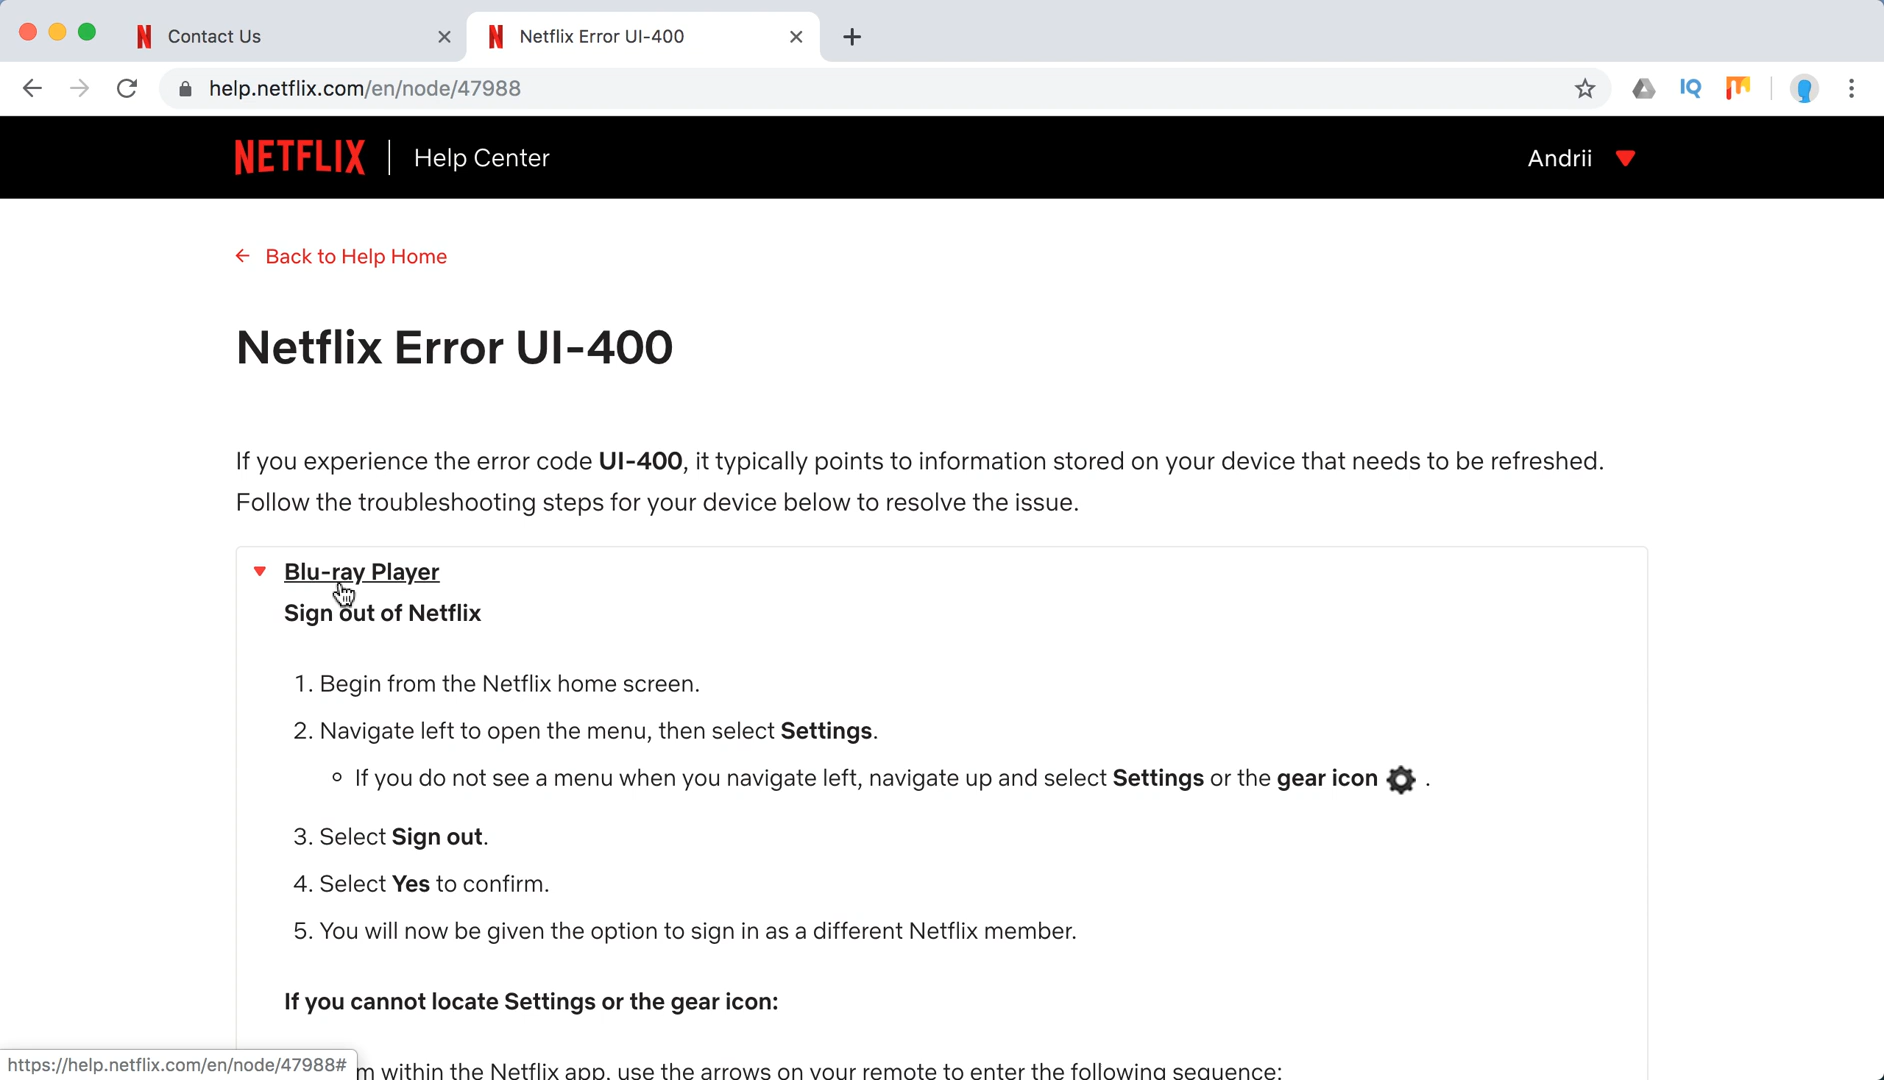 Contact Us
Netflix Error UI-400
help.netflix.com/en/node/47988
IQ
NETFLIX | Help Center
Andrii
Back to Help Home
Netflix Error UI-400
If you experience the error code UI-400, it typically points to information stored on your device that needs to be refreshed.
Follow the troubleshooting steps for your device below to resolve the issue.
Blu-ray Player
Sign out of Netflix
1. Begin from the Netflix home screen.
2. Navigate left to open the menu, then select Settings.
If you do not see a menu when you navigate left, navigate up and select Settings or the gear icon .
3. Select Sign out.
4. Select Yes to confirm.
5. You will now be given the option to sign in as a different Netflix member.
If you cannot locate Settings or the gear icon:
https://help.netflix.com/en/node/47988#
m within the Netflix app, use the arrows on your remote to enter the following sequence: